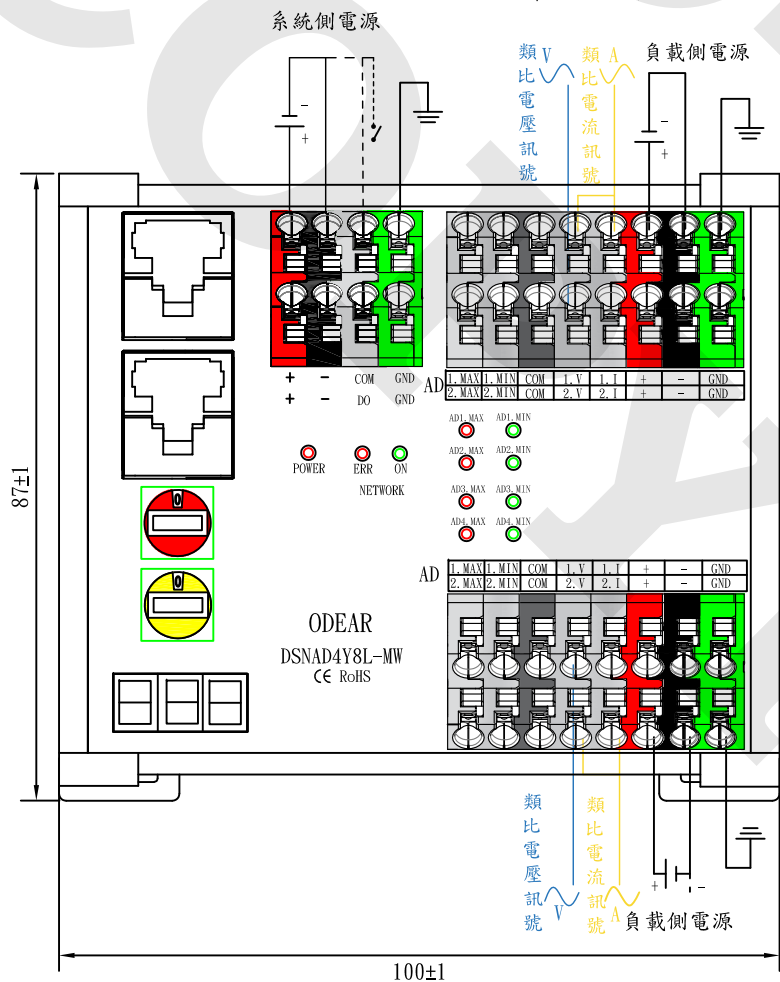 系統側電源
類比電壓訊號 V
類比電流訊號 A
負載側電源
-
+
-
+
+ - COM GND
+ - DO GND
AD
1.MAX 1.MIN COM 1.V 1.I + - GND
2.MAX 2.MIN COM 2.V 2.I + - GND
AD1.MAX AD1.MIN
AD2.MAX AD2.MIN
AD3.MAX AD3.MIN
AD4.MAX AD4.MIN
POWER ERR ON
NETWORK
87±1
AD
1.MAX 1.MIN COM 1.V 1.I + - GND
2.MAX 2.MIN COM 2.V 2.I + - GND
ODEAR
DSNAD4Y8L-MW
CE RoHS
類比電壓訊號 V
類比電流訊號 A
+ -
負載側電源
100±1